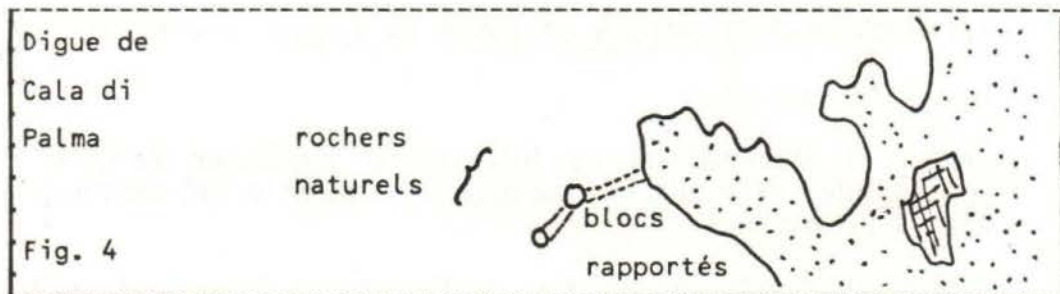 Digue de
Cala di
Palma
rochers
naturels
blocs
rapportés
Fig. 4